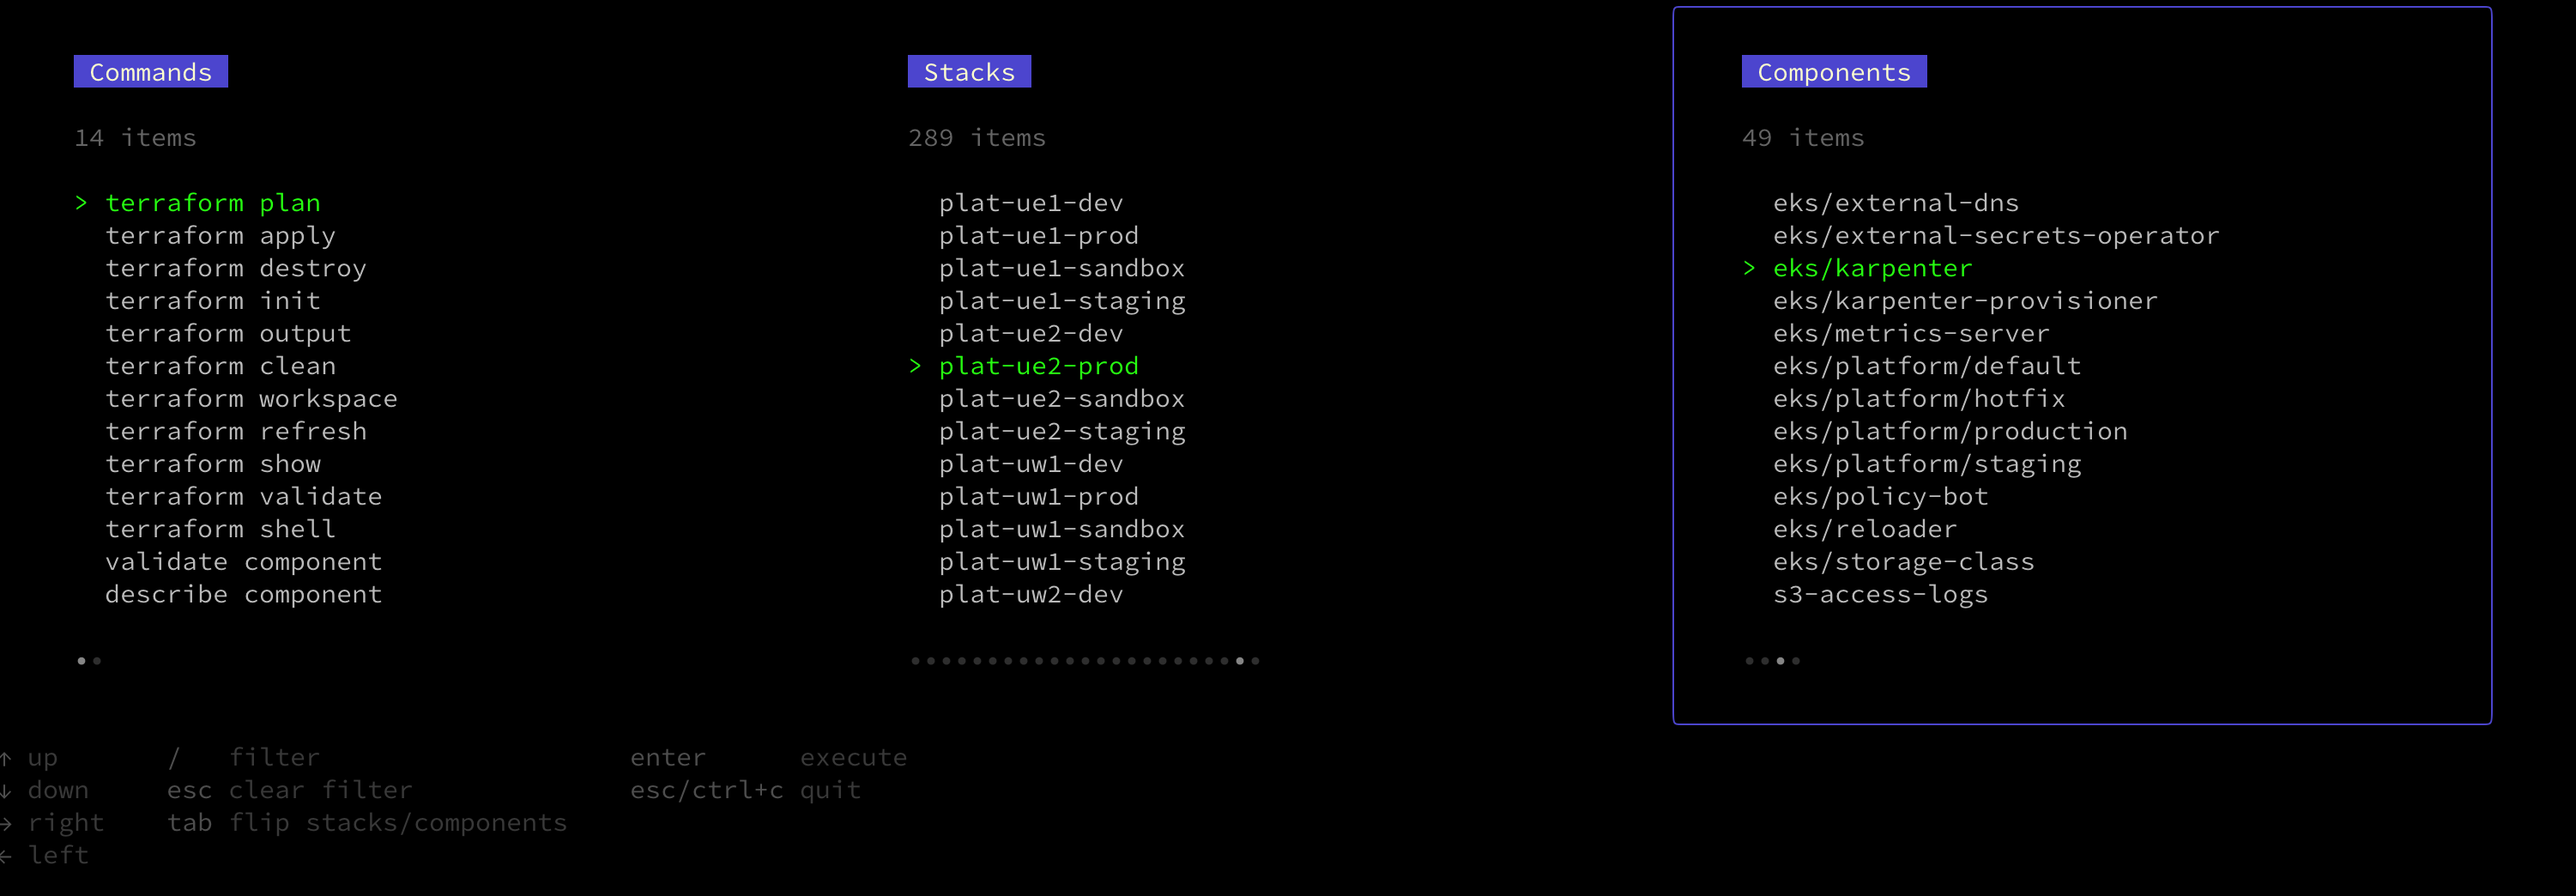 Commands
14 items
> terraform plan
terraform apply
terraform destroy
terraform init
terraform output
terraform clean
terraform workspace
terraform refresh
terraform show
terraform validate
terraform shell
validate component
describe component
Stacks
289 items
plat-ue1-dev
plat-ue1-prod
plat-ue1-sandbox
plat-ue1-staging
plat-ue2-dev
> plat-ue2-prod
plat-ue2-sandbox
plat-ue2-staging
plat-uw1-dev
plat-uw1-prod
plat-uw1-sandbox
plat-uw1-staging
plat-uw2-dev
Components
49 items
eks/external-dns
eks/external-secrets-operator
> eks/karpenter
eks/karpenter-provisioner
eks/metrics-server
eks/platform/default
eks/platform/hotfix
eks/platform/production
eks/platform/staging
eks/policy-bot
eks/reloader
eks/storage-class
s3-access-logs
↑ up / filter enter execute
↓ down esc clear filter esc/ctrl+c quit
→ right tab flip stacks/components
← left